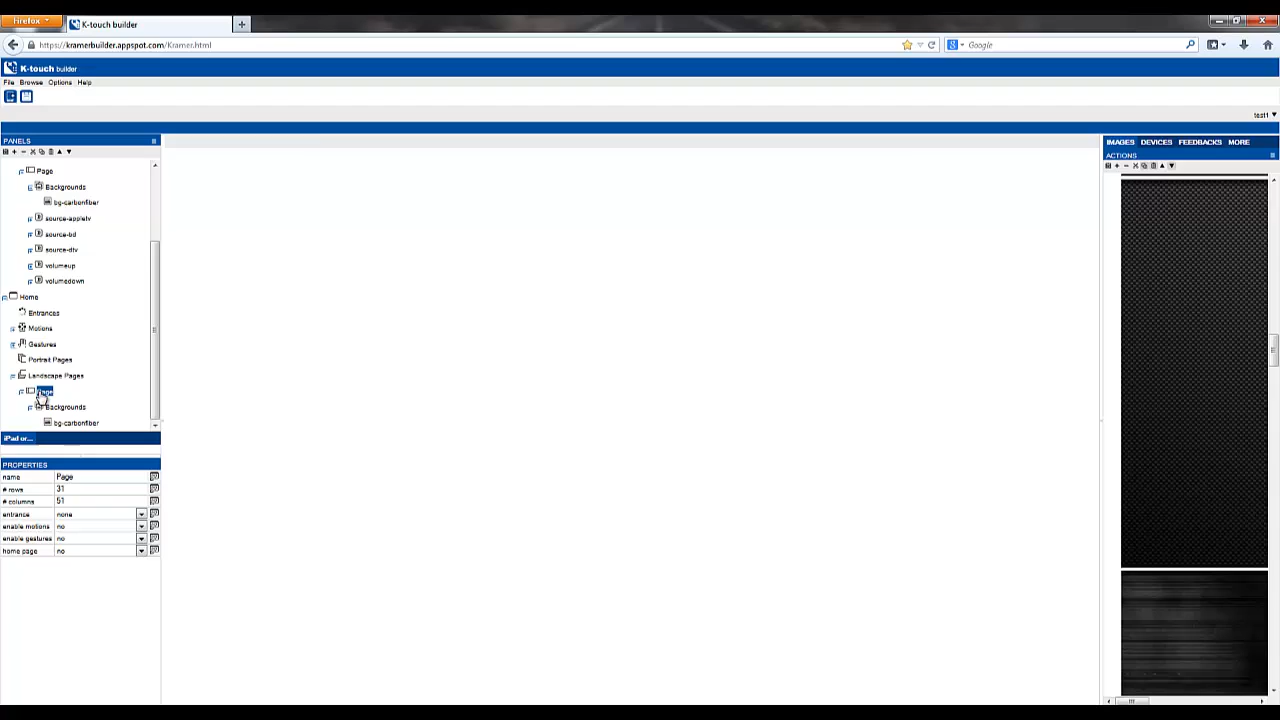 Firefox
K-touch builder
https://kramerbuilder.appspot.com/Kramer.html
Google
K-touch builder
File Browse Options Help
test1
PANELS
Page
Backgrounds
bg-carbonfiber
source-appletv
source-bd
source-dtv
volumeup
volumedown
Home
Entrances
Motions
Gestures
Portrait Pages
Landscape Pages
Page
Backgrounds
bg-carbonfiber
iPad or...
PROPERTIES
name Page
# rows 31
# columns 51
entrance none
enable motions no
enable gestures no
home page no
IMAGES DEVICES FEEDBACKS MORE
ACTIONS